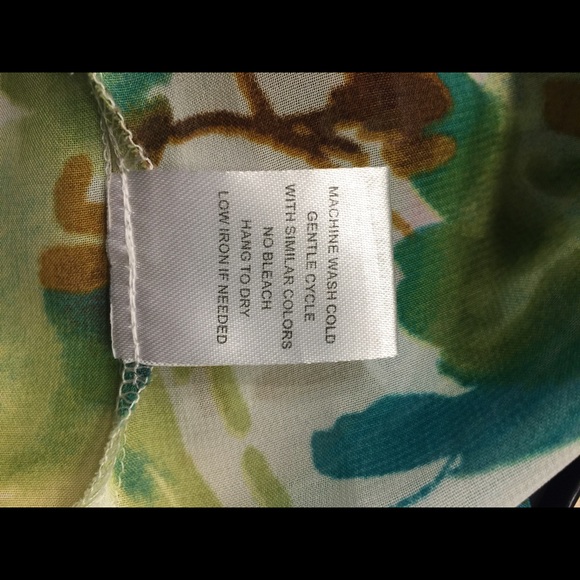 MACHINE WASH COLD
GENTLE CYCLE
WITH SIMILAR COLORS
NO BLEACH
HANG TO DRY
LOW IRON IF NEEDED